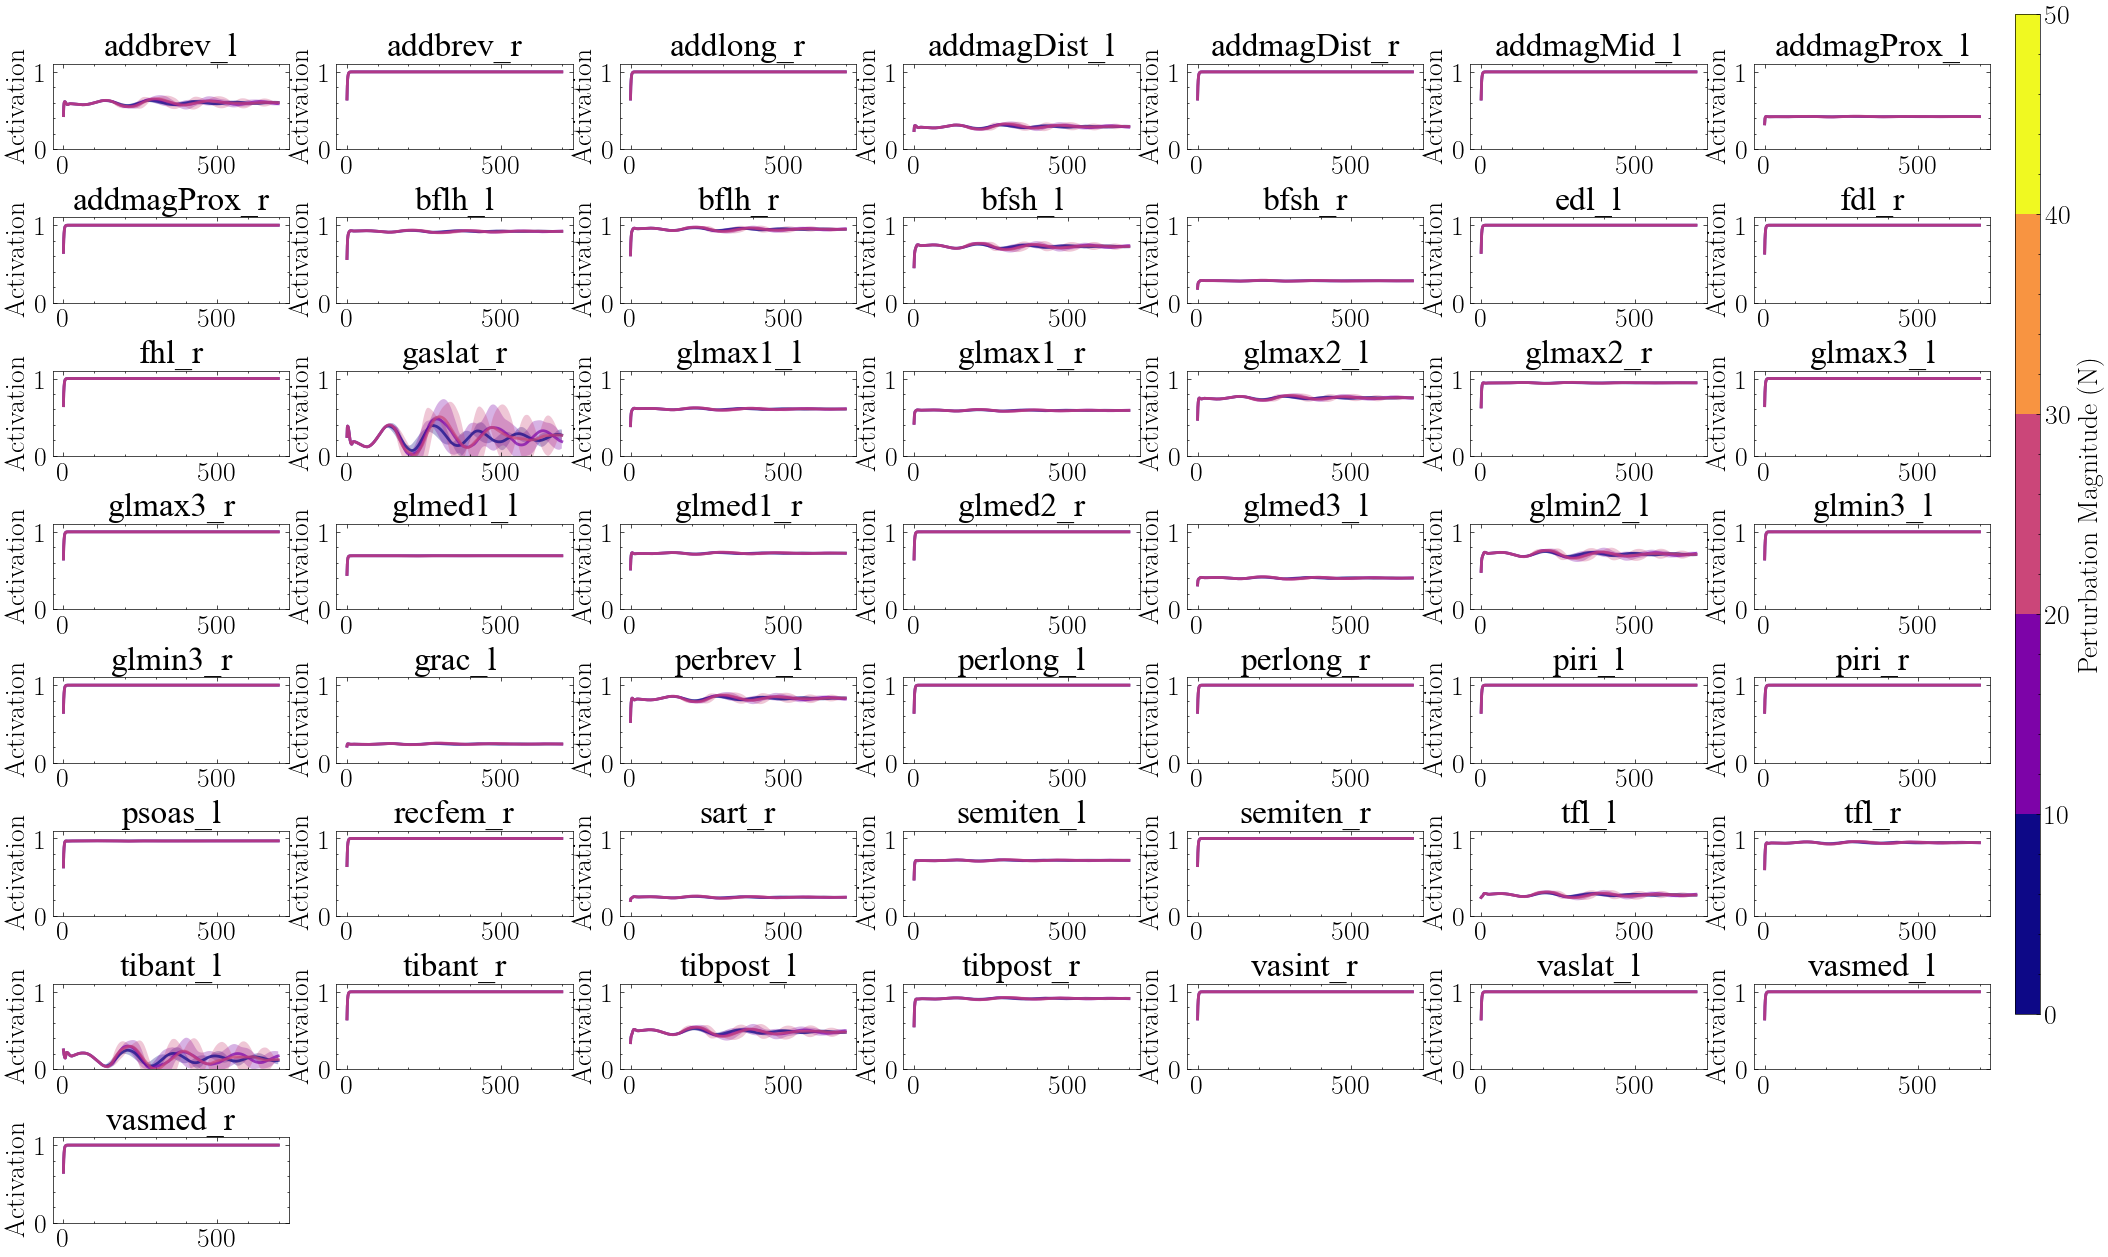 addbrev_l addbrev_r addlong_r addmagDist_l addmagDist_r addmagMid_l addmagProx_l
Activation 1 0 0 500 Activation 1 0 0 500 Activation 1 0 0 500 Activation 1 0 0 500 Activation 1 0 0 500 Activation 1 0 0 500 Activation 1 0 0 500
addmagProx_r bflh_l bflh_r bfsh_l bfsh_r edl_l fdl_r
Activation 1 0 0 500 Activation 1 0 0 500 Activation 1 0 0 500 Activation 1 0 0 500 Activation 1 0 0 500 Activation 1 0 0 500 Activation 1 0 0 500
fhl_r gaslat_r glmax1_l glmax1_r glmax2_l glmax2_r glmax3_l
Activation 1 0 0 500 Activation 1 0 0 500 Activation 1 0 0 500 Activation 1 0 0 500 Activation 1 0 0 500 Activation 1 0 0 500 Activation 1 0 0 500
glmax3_r glmed1_l glmed1_r glmed2_r glmed3_l glmin2_l glmin3_l
Activation 1 0 0 500 Activation 1 0 0 500 Activation 1 0 0 500 Activation 1 0 0 500 Activation 1 0 0 500 Activation 1 0 0 500 Activation 1 0 0 500
glmin3_r grac_l perbrev_l perlong_l perlong_r piri_l piri_r
Activation 1 0 0 500 Activation 1 0 0 500 Activation 1 0 0 500 Activation 1 0 0 500 Activation 1 0 0 500 Activation 1 0 0 500 Activation 1 0 0 500
psoas_l recfem_r sart_r semiten_l semiten_r tfl_l tfl_r
Activation 1 0 0 500 Activation 1 0 0 500 Activation 1 0 0 500 Activation 1 0 0 500 Activation 1 0 0 500 Activation 1 0 0 500 Activation 1 0 0 500
tibant_l tibant_r tibpost_l tibpost_r vasint_r vaslat_l vasmed_l
Activation 1 0 0 500 Activation 1 0 0 500 Activation 1 0 0 500 Activation 1 0 0 500 Activation 1 0 0 500 Activation 1 0 0 500 Activation 1 0 0 500
vasmed_r
Activation 1 0 0 500
50
40
30
20
10
0
Perturbation Magnitude (N)